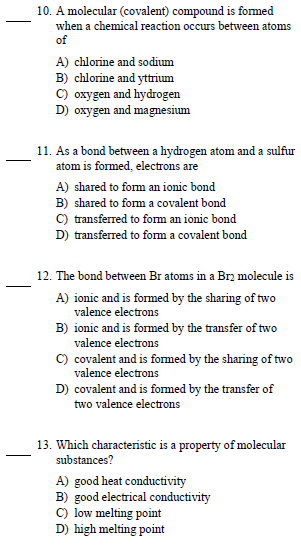 10. A molecular (covalent) compound is formed
when a chemical reaction occurs between atoms
of
A) chlorine and sodium
B) chlorine and yttrium
C) oxygen and hydrogen
D) oxygen and magnesium
11. As a bond between a hydrogen atom and a sulfur
atom is formed, electrons are
A) shared to form an ionic bond
B) shared to form a covalent bond
C) transferred to form an ionic bond
D) transferred to form a covalent bond
12. The bond between Br atoms in a Br2 molecule is
A) ionic and is formed by the sharing of two
valence electrons
B) ionic and is formed by the transfer of two
valence electrons
C) covalent and is formed by the sharing of two
valence electrons
D) covalent and is formed by the transfer of
two valence electrons
13. Which characteristic is a property of molecular
substances?
A) good heat conductivity
B) good electrical conductivity
C) low melting point
D) high melting point